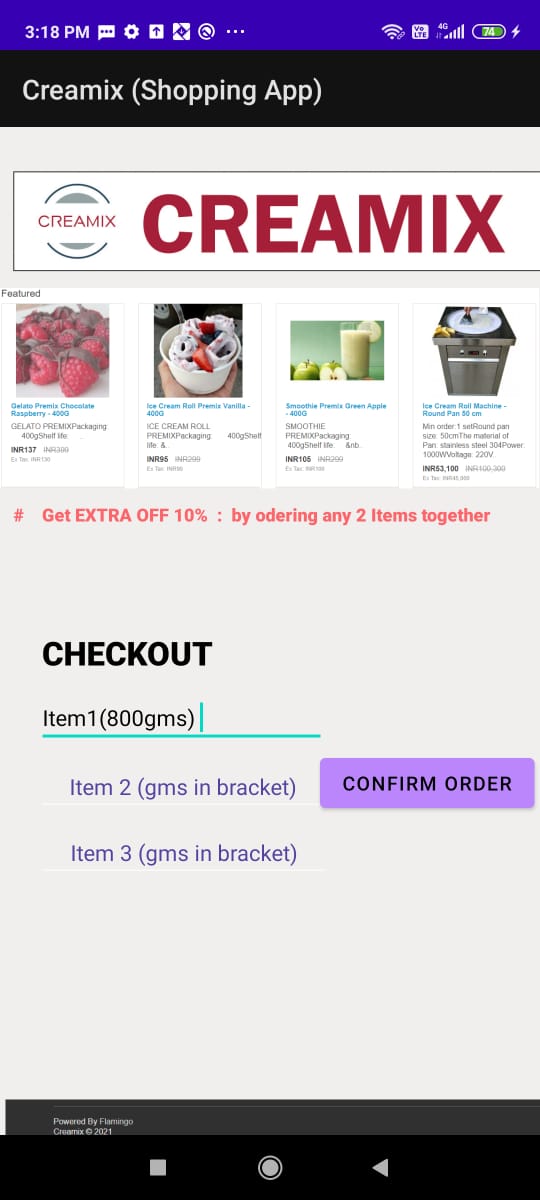 3:18 PM
Vo LTE 4G 74
Creamix (Shopping App)
CREAMIX CREAMIX
Featured
Gelato Premix Chocolate
Raspberry - 400G
GELATO PREMIXPackaging:
400gShelf life:
INR137 INR399
Ex Tax: INR130
Ice Cream Roll Premix Vanilla -
400G
ICE CREAM ROLL
PREMIXPackaging: 400gShelf
life: &..
INR95 INR299
Ex Tax: INR90
Smoothie Premix Green Apple
- 400G
SMOOTHIE
PREMIXPackaging:
400gShelf life: &nb..
INR105 INR299
Ex Tax: INR100
Ice Cream Roll Machine -
Round Pan 50 cm
Min order:1 setRound pan
size: 50cmThe material of
Pan: stainless steel 304Power:
1000WVoltage: 220V..
INR53,100 INR100,300
Ex Tax: INR45,000
# Get EXTRA OFF 10% : by odering any 2 Items together
CHECKOUT
Item1(800gms)
Item 2 (gms in bracket)
CONFIRM ORDER
Item 3 (gms in bracket)
Powered By Flamingo
Creamix © 2021